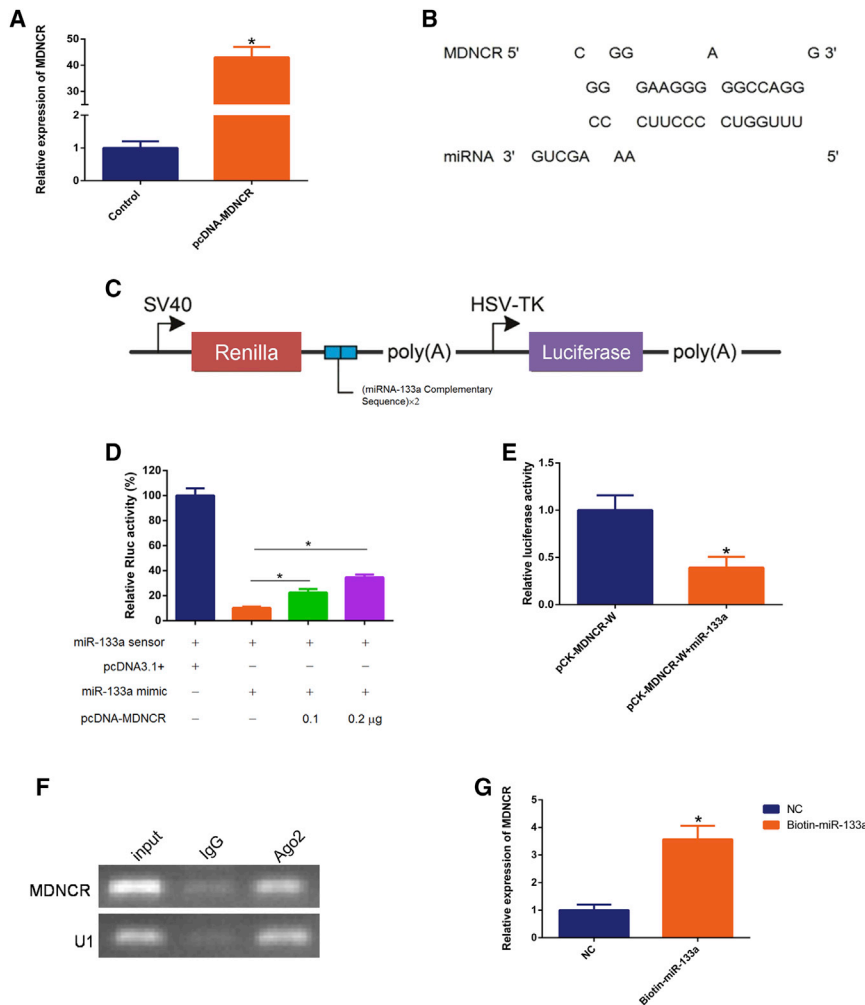 A
Relative expression of MDNCR
50
40
30
20
2
1
0
*
Control
pcDNA-MDNCR
B
MDNCR 5' C GG A G 3'
GG GAAGGG GGCCAGG
CC CUUCCC CUGGUUU
miRNA 3' GUCGA AA 5'
C
SV40
HSV-TK
Renilla
poly(A)
Luciferase
poly(A)
(miRNA-133a Complementary
Sequence)×2
D
Relative Rluc activity (%)
120
100
80
60
40
20
0
*
*
miR-133a sensor + + + +
pcDNA3.1+ + − − −
miR-133a mimic − + + +
pcDNA-MDNCR − − 0.1 0.2 μg
E
Relative luciferase activity
1.5
1.0
0.5
0.0
*
pCK-MDNCR-W
pCK-MDNCR-W+miR-133a
F
input IgG Ago2
MDNCR
U1
G
Relative expression of MDNCR
5
4
3
2
1
0
*
NC
Biotin-miR-133a
NC
Biotin-miR-133a